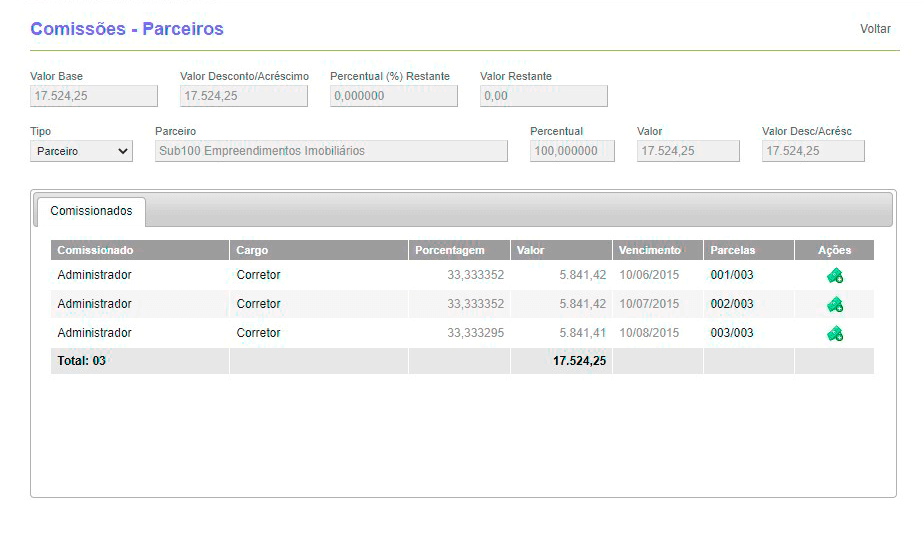 Comissões - Parceiros
Voltar
Valor Base Valor Desconto/Acréscimo Percentual (%) Restante Valor Restante
17.524,25 17.524,25 0,000000 0,00
Tipo Parceiro Percentual Valor Valor Desc/Acrésc
Parceiro Sub100 Empreendimentos Imobiliários 100,000000 17.524,25 17.524,25
Comissionados
Comissionado Cargo Porcentagem Valor Vencimento Parcelas Ações
Administrador Corretor 33,333352 5.841,42 10/06/2015 001/003
Administrador Corretor 33,333352 5.841,42 10/07/2015 002/003
Administrador Corretor 33,333295 5.841,41 10/08/2015 003/003
Total: 03 17.524,25